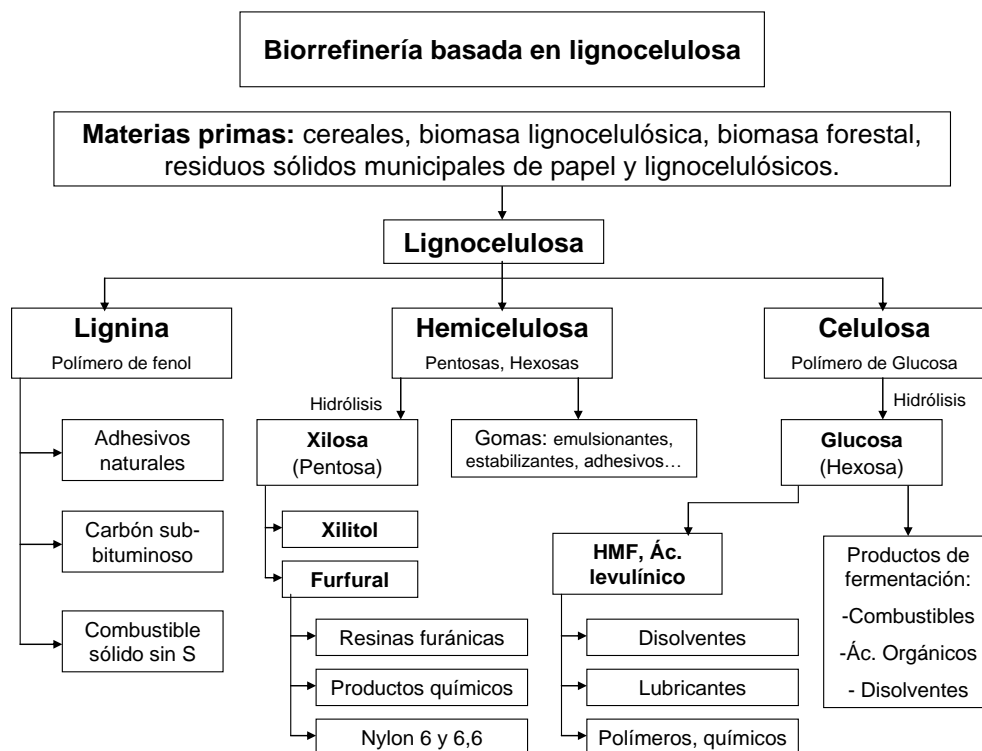 Biorrefinería basada en lignocelulosa
Materias primas: cereales, biomasa lignocelulósica, biomasa forestal,
residuos sólidos municipales de papel y lignocelulósicos.
Lignocelulosa
Lignina
Polímero de fenol
Hemicelulosa
Pentosas, Hexosas
Celulosa
Polímero de Glucosa
Hidrólisis
Hidrólisis
Adhesivos
naturales
Xilosa
(Pentosa)
Gomas: emulsionantes,
estabilizantes, adhesivos…
Glucosa
(Hexosa)
Carbón sub-
bituminoso
Xilitol
Furfural
HMF, Ác.
levulínico
Productos de
fermentación:
-Combustibles
-Ác. Orgánicos
- Disolventes
Combustible
sólido sin S
Resinas furánicas
Productos químicos
Nylon 6 y 6,6
Disolventes
Lubricantes
Polímeros, químicos